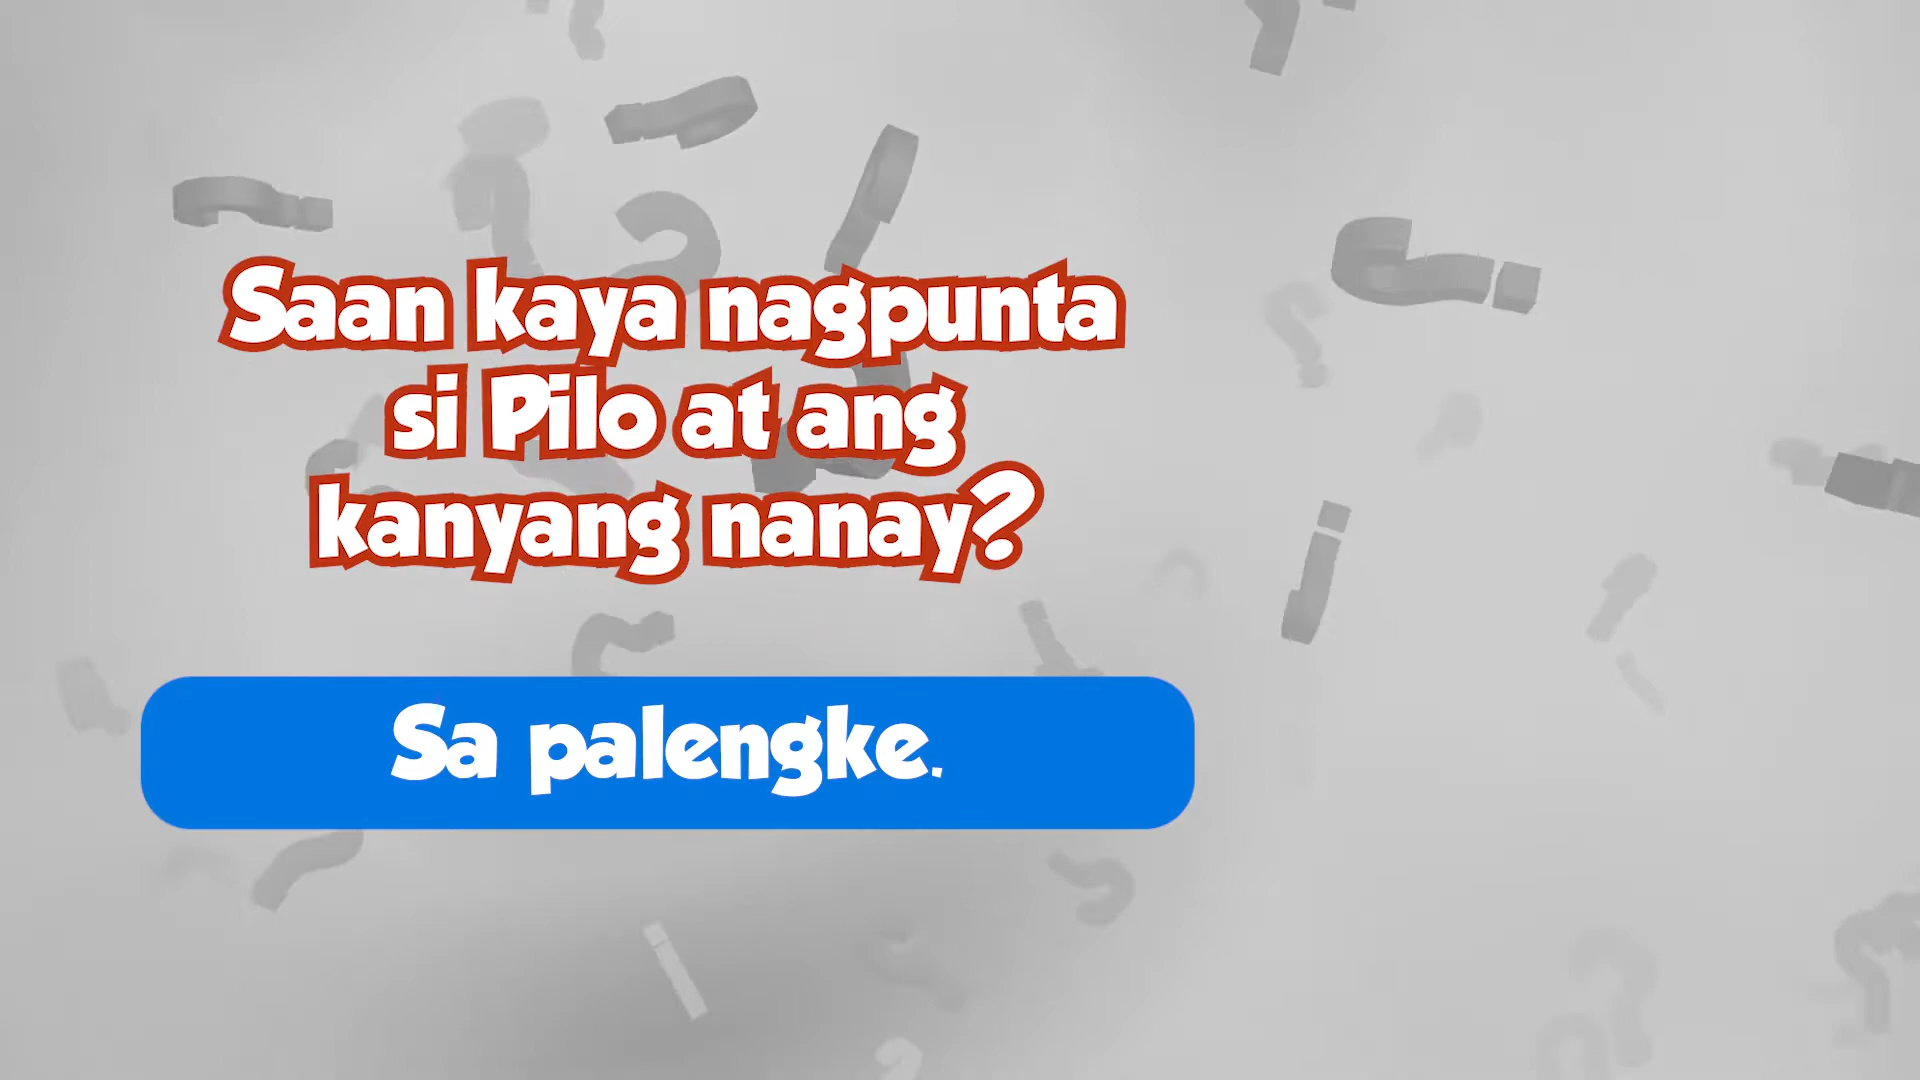 Saan kaya nagpunta
si Pilo at ang
kanyang nanay?
Sa palengke.